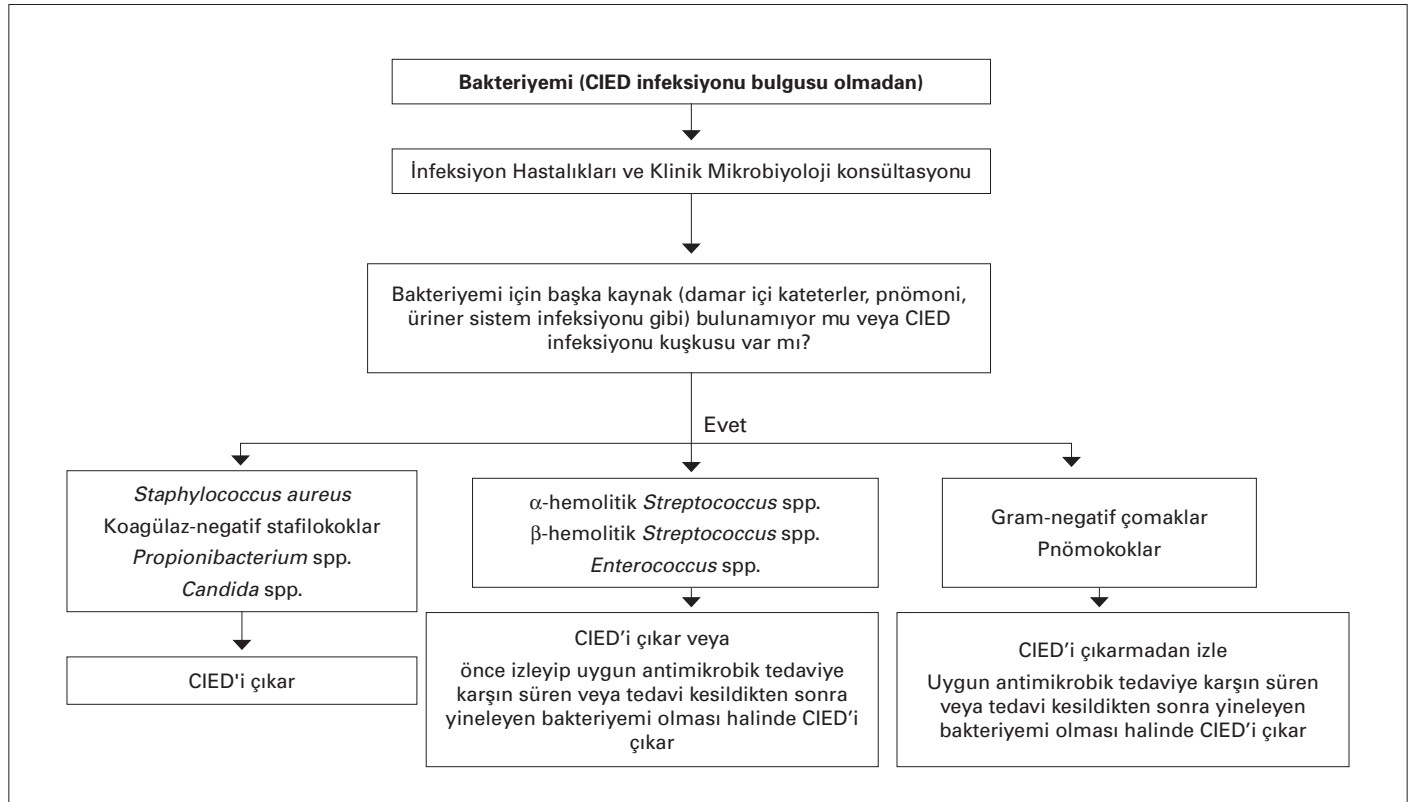 Bakteriyemi (CIED infeksiyonu bulgusu olmadan)
İnfeksiyon Hastalıkları ve Klinik Mikrobiyoloji konsültasyonu
Bakteriyemi için başka kaynak (damar içi kateterler, pnömoni,
üriner sistem infeksiyonu gibi) bulunamıyor mu veya CIED
infeksiyonu kuşkusu var mı?
Evet
Staphylococcus aureus
Koagülaz-negatif stafilokoklar
Propionibacterium spp.
Candida spp.
CIED'i çıkar
α-hemolitik Streptococcus spp.
β-hemolitik Streptococcus spp.
Enterococcus spp.
CIED’i çıkar veya
önce izleyip uygun antimikrobik tedaviye
karşın süren veya tedavi kesildikten sonra
yineleyen bakteriyemi olması halinde CIED’i
çıkar
Gram-negatif çomaklar
Pnömokoklar
CIED’i çıkarmadan izle
Uygun antimikrobik tedaviye karşın süren
veya tedavi kesildikten sonra yineleyen
bakteriyemi olması halinde CIED’i çıkar